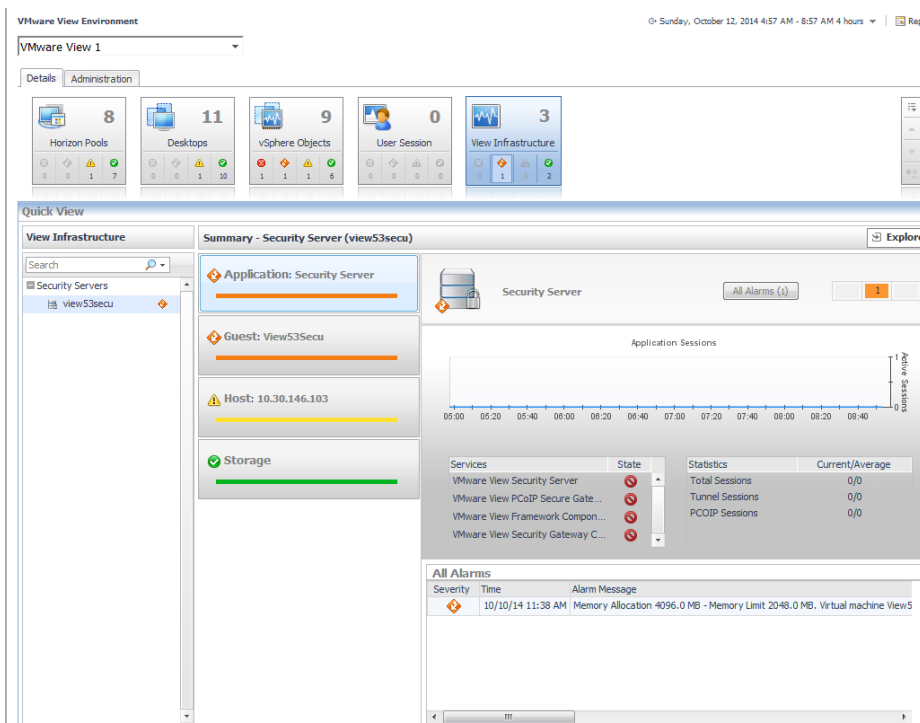 VMware View Environment
Sunday, October 12, 2014 4:57 AM - 8:57 AM 4 hours
Rep
VMware View 1
Details Administration
8 11 9 0 3
Horizon Pools Desktops vSphere Objects User Session View Infrastructure
0 0 1 7 0 0 1 10 1 1 1 6 0 0 0 0 0 1 0 2
Quick View
View Infrastructure
Summary - Security Server (view53secu)
Explore
Search
Security Servers
view53secu
Application: Security Server
Guest: View53Secu
Host: 10.30.146.103
Storage
Security Server
All Alarms (1)
1
Application Sessions
1
0
Active Sessions
05:00 05:20 05:40 06:00 06:20 06:40 07:00 07:20 07:40 08:00 08:20 08:40
Services State
VMware View Security Server
VMware View PCoIP Secure Gate...
VMware View Framework Compon...
VMware View Security Gateway C...
Statistics Current/Average
Total Sessions 0/0
Tunnel Sessions 0/0
PCOIP Sessions 0/0
All Alarms
Severity Time Alarm Message
10/10/14 11:38 AM Memory Allocation 4096.0 MB - Memory Limit 2048.0 MB. Virtual machine View5